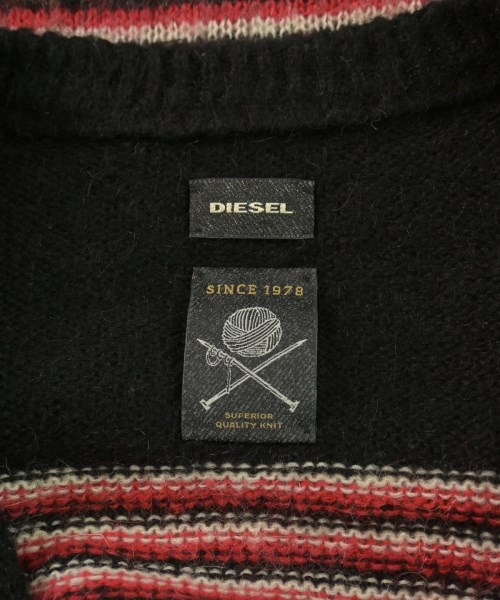 DIESEL
SINCE 1978
SUPERIOR
QUALITY KNIT